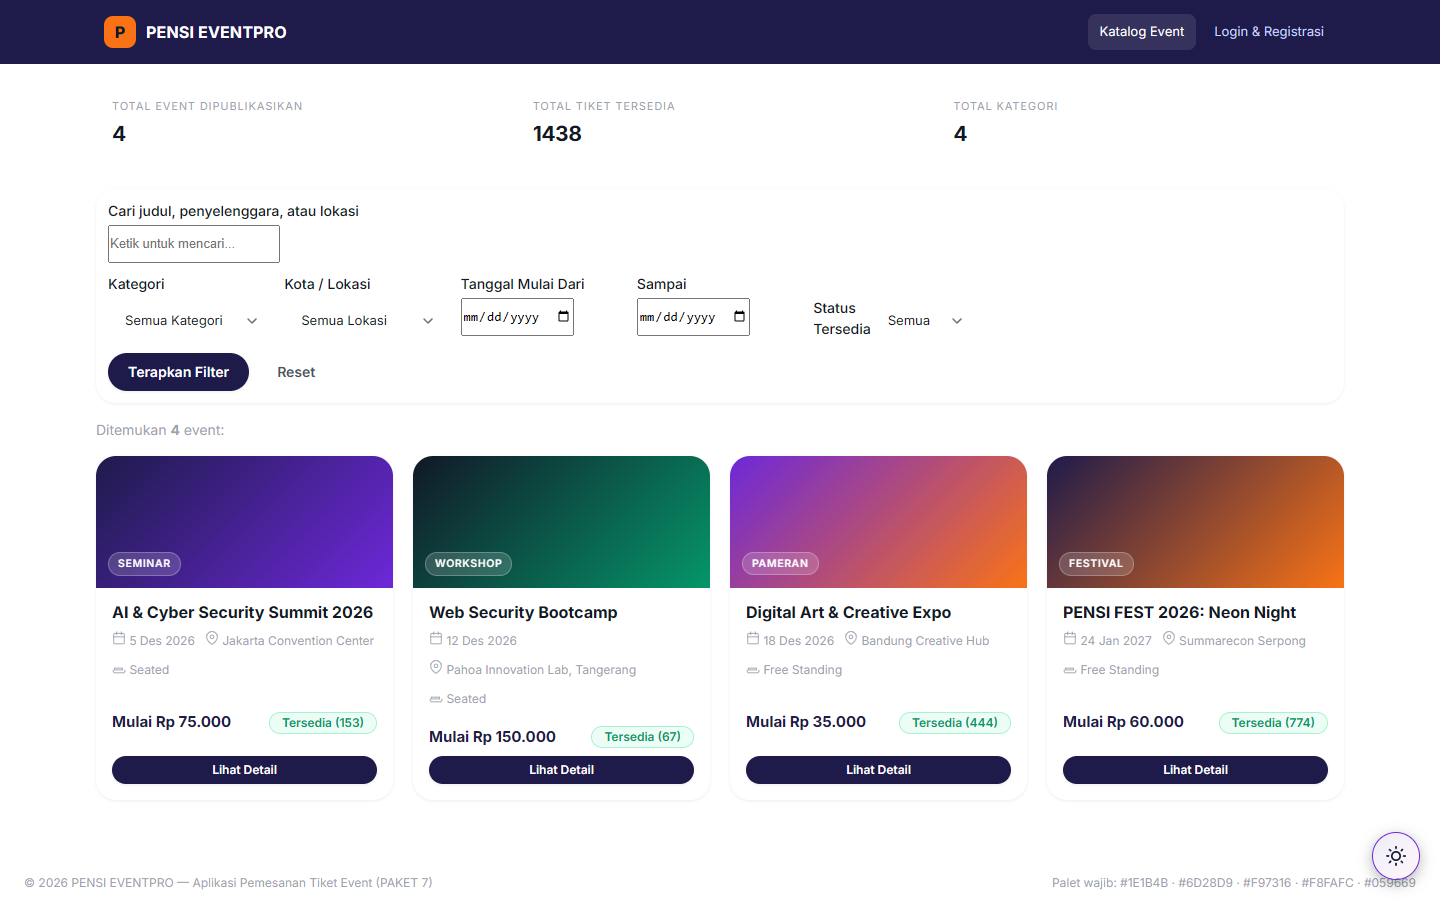 P PENSI EVENTPRO
Katalog Event Login & Registrasi
TOTAL EVENT DIPUBLIKASIKAN
4
TOTAL TIKET TERSEDIA
1438
TOTAL KATEGORI
4
Cari judul, penyelenggara, atau lokasi
Ketik untuk mencari...
Kategori
Semua Kategori
Kota / Lokasi
Semua Lokasi
Tanggal Mulai Dari
mm/dd/yyyy
Sampai
mm/dd/yyyy
Status
Tersedia
Semua
Terapkan Filter Reset
Ditemukan 4 event:
SEMINAR
AI & Cyber Security Summit 2026
5 Des 2026 Jakarta Convention Center
Seated
Mulai Rp 75.000 Tersedia (153)
Lihat Detail
WORKSHOP
Web Security Bootcamp
12 Des 2026
Pahoa Innovation Lab, Tangerang
Seated
Mulai Rp 150.000 Tersedia (67)
Lihat Detail
PAMERAN
Digital Art & Creative Expo
18 Des 2026 Bandung Creative Hub
Free Standing
Mulai Rp 35.000 Tersedia (444)
Lihat Detail
FESTIVAL
PENSI FEST 2026: Neon Night
24 Jan 2027 Summarecon Serpong
Free Standing
Mulai Rp 60.000 Tersedia (774)
Lihat Detail
© 2026 PENSI EVENTPRO — Aplikasi Pemesanan Tiket Event (PAKET 7)
Palet wajib: #1E1B4B · #6D28D9 · #F97316 · #F8FAFC · #059669